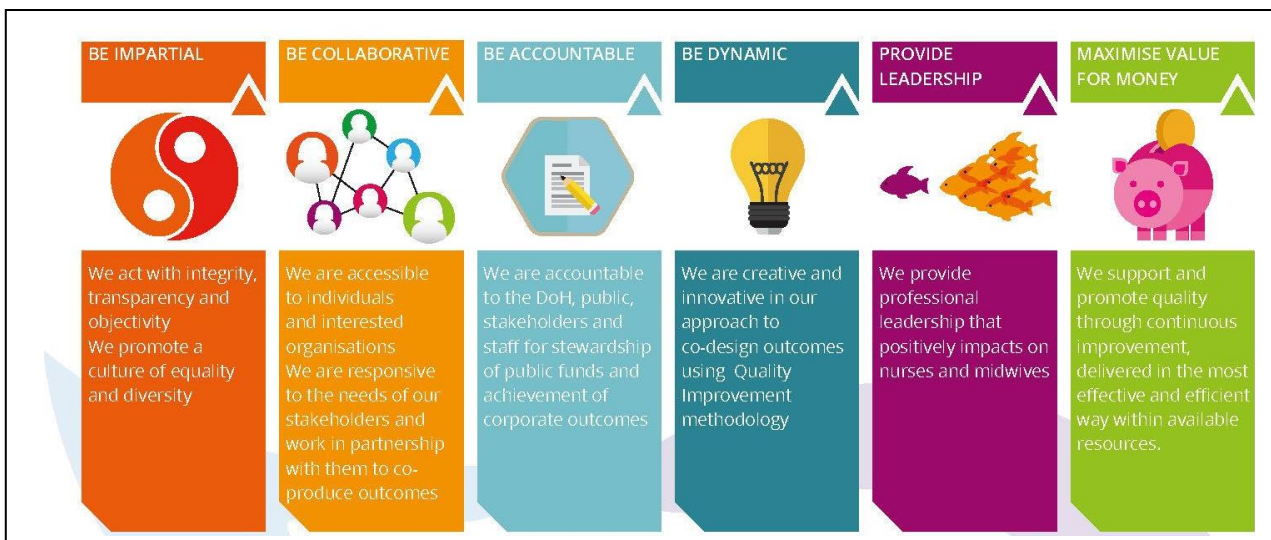 BE IMPARTIAL
We act with integrity,
transparency and
objectivity
We promote a
culture of equality
and diversity
BE COLLABORATIVE
We are accessible
to individuals
and interested
organisations
We are responsive
to the needs of our
stakeholders and
work in partnership
with them to co-
produce outcomes
BE ACCOUNTABLE
We are accountable
to the DoH, public,
stakeholders and
staff for stewardship
of public funds and
achievement of
corporate outcomes
BE DYNAMIC
We are creative and
innovative in our
approach to
co-design outcomes
using Quality
Improvement
methodology
PROVIDE
LEADERSHIP
We provide
professional
leadership that
positively impacts on
nurses and midwives
MAXIMISE VALUE
FOR MONEY
We support and
promote quality
through continuous
improvement,
delivered in the most
effective and efficient
way within available
resources.